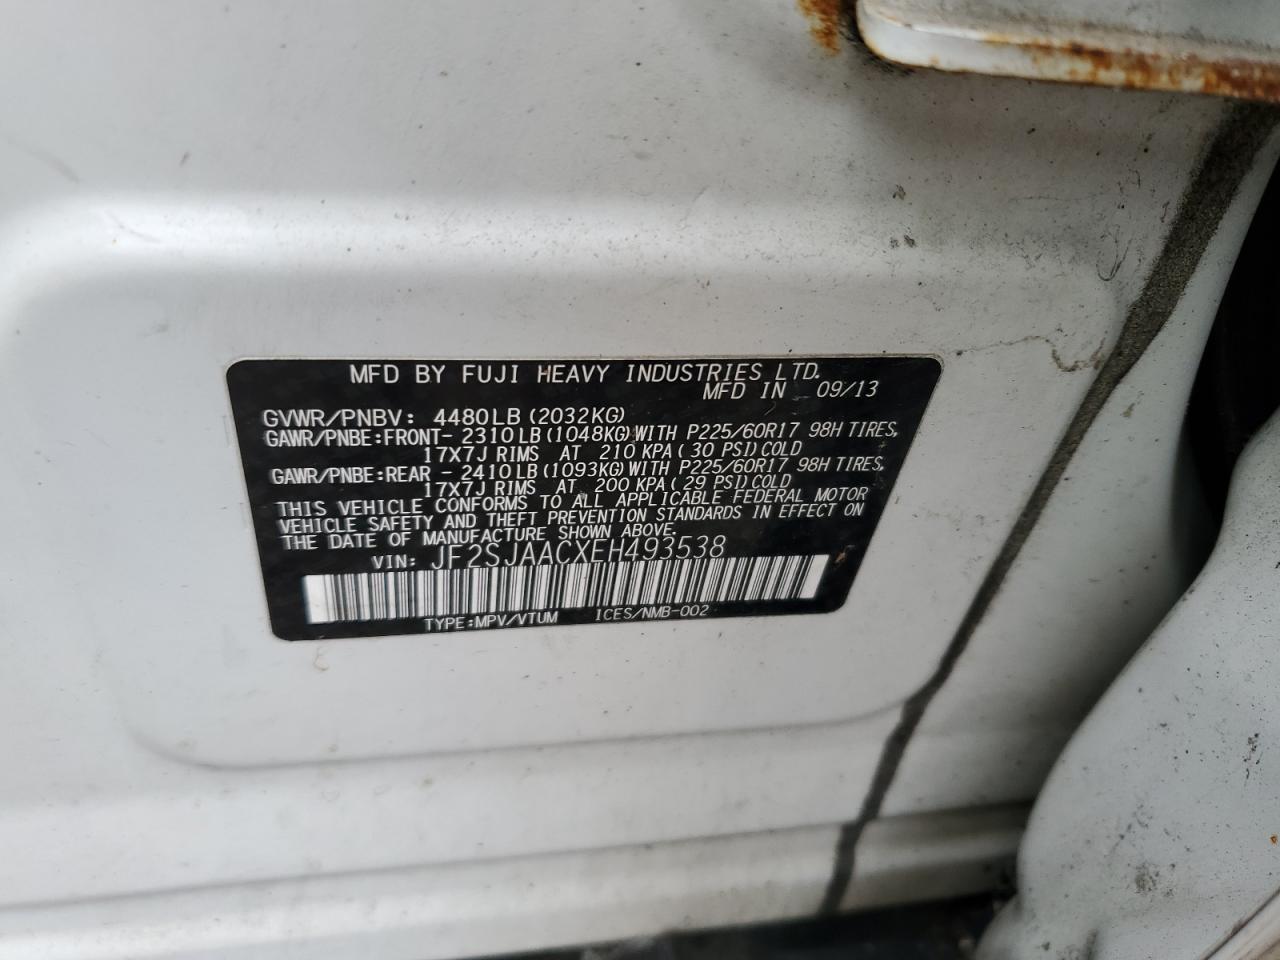 MFD BY FUJI HEAVY INDUSTRIES LTD.
MFD IN 09/13
GVWR/PNBV: 4480LB (2032KG)
GAWR/PNBE:FRONT- 2310LB (1048KG) WITH P225/60R17 98H TIRES,
17X7J RIMS AT 210 KPA ( 30 PSI) COLD
GAWR/PNBE:REAR - 2410LB (1093KG) WITH P225/60R17 98H TIRES,
17X7J RIMS AT 200 KPA ( 29 PSI) COLD
THIS VEHICLE CONFORMS TO ALL APPLICABLE FEDERAL MOTOR
VEHICLE SAFETY AND THEFT PREVENTION STANDARDS IN EFFECT ON
THE DATE OF MANUFACTURE SHOWN ABOVE.
VIN: JF2SJAACXEH493538
TYPE:MPV/VTUM ICES/NMB-002